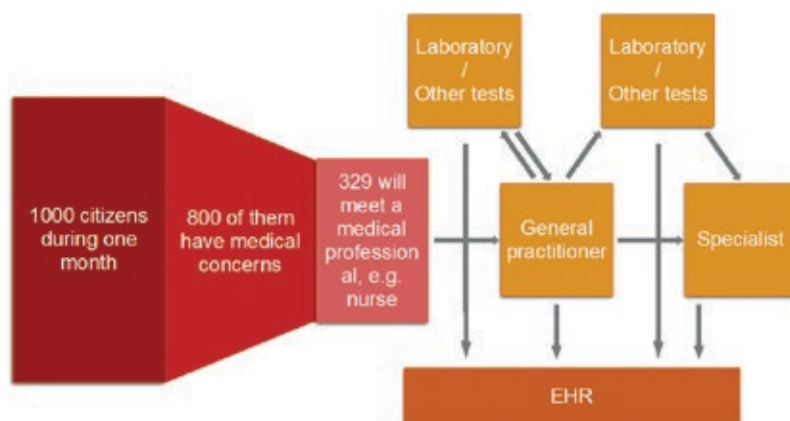 1000 citizens
during one
month
800 of them
have medical
concerns
329 will
meet a
medical
profession
al, e.g.
nurse
Laboratory
/
Other tests
General
practitioner
Laboratory
/
Other tests
Specialist
EHR